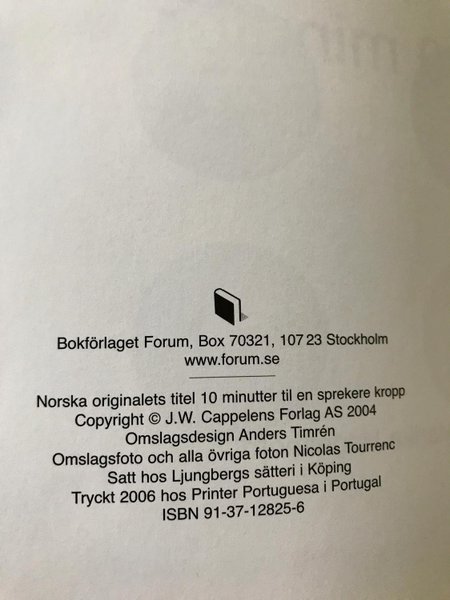 Bokförlaget Forum, Box 70321, 107 23 Stockholm
www.forum.se
Norska originalets titel 10 minutter til en sprekere kropp
Copyright © J.W. Cappelens Forlag AS 2004
Omslagsdesign Anders Timrén
Omslagsfoto och alla övriga foton Nicolas Tourrenc
Satt hos Ljungbergs sätteri i Köping
Tryckt 2006 hos Printer Portuguesa i Portugal
ISBN 91-37-12825-6